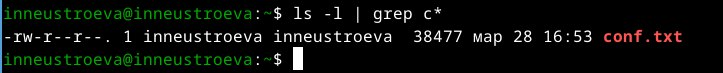 inneustroeva@inneustroeva:~$ ls -l | grep c*
-rw-r--r--. 1 inneustroeva inneustroeva  38477 мар 28 16:53 conf.txt
inneustroeva@inneustroeva:~$